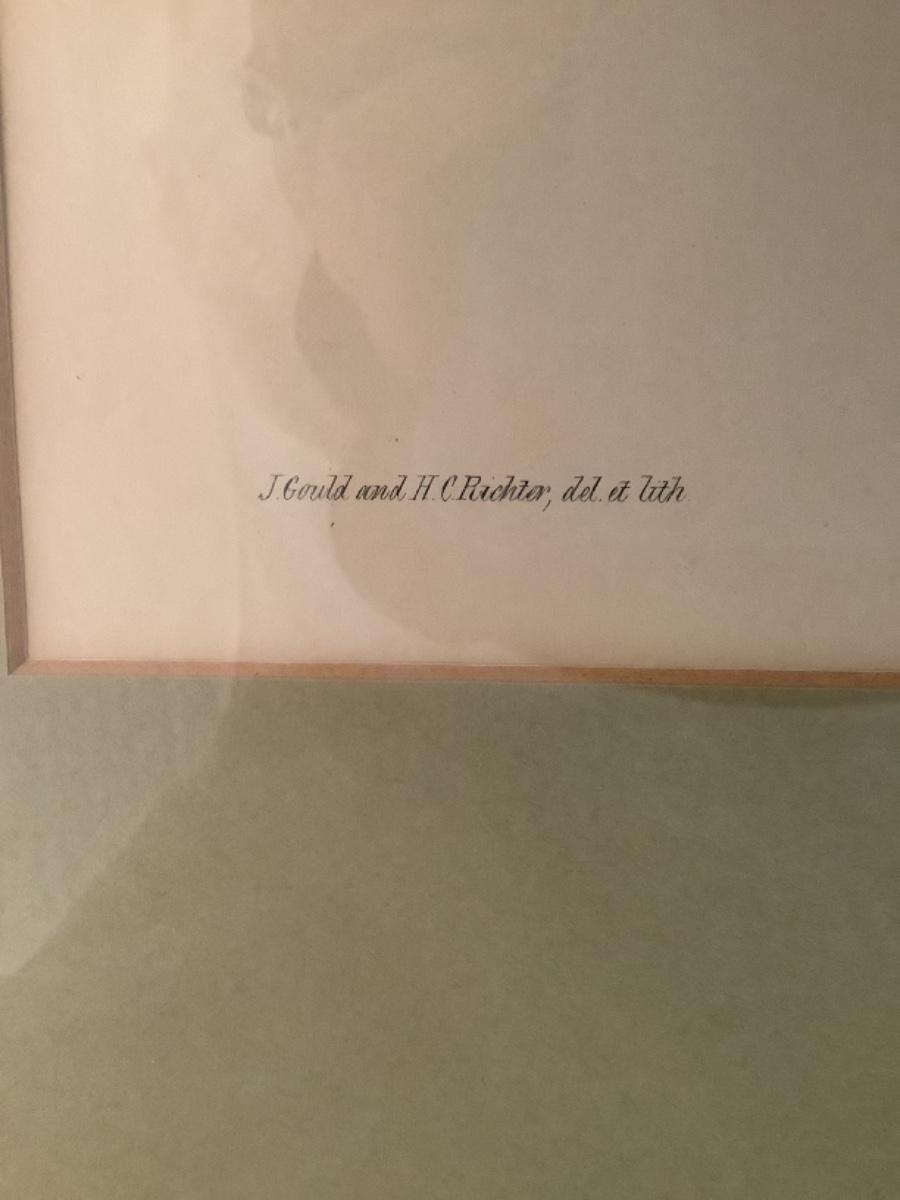 J. Gould and H. C. Richter, del. et lith.